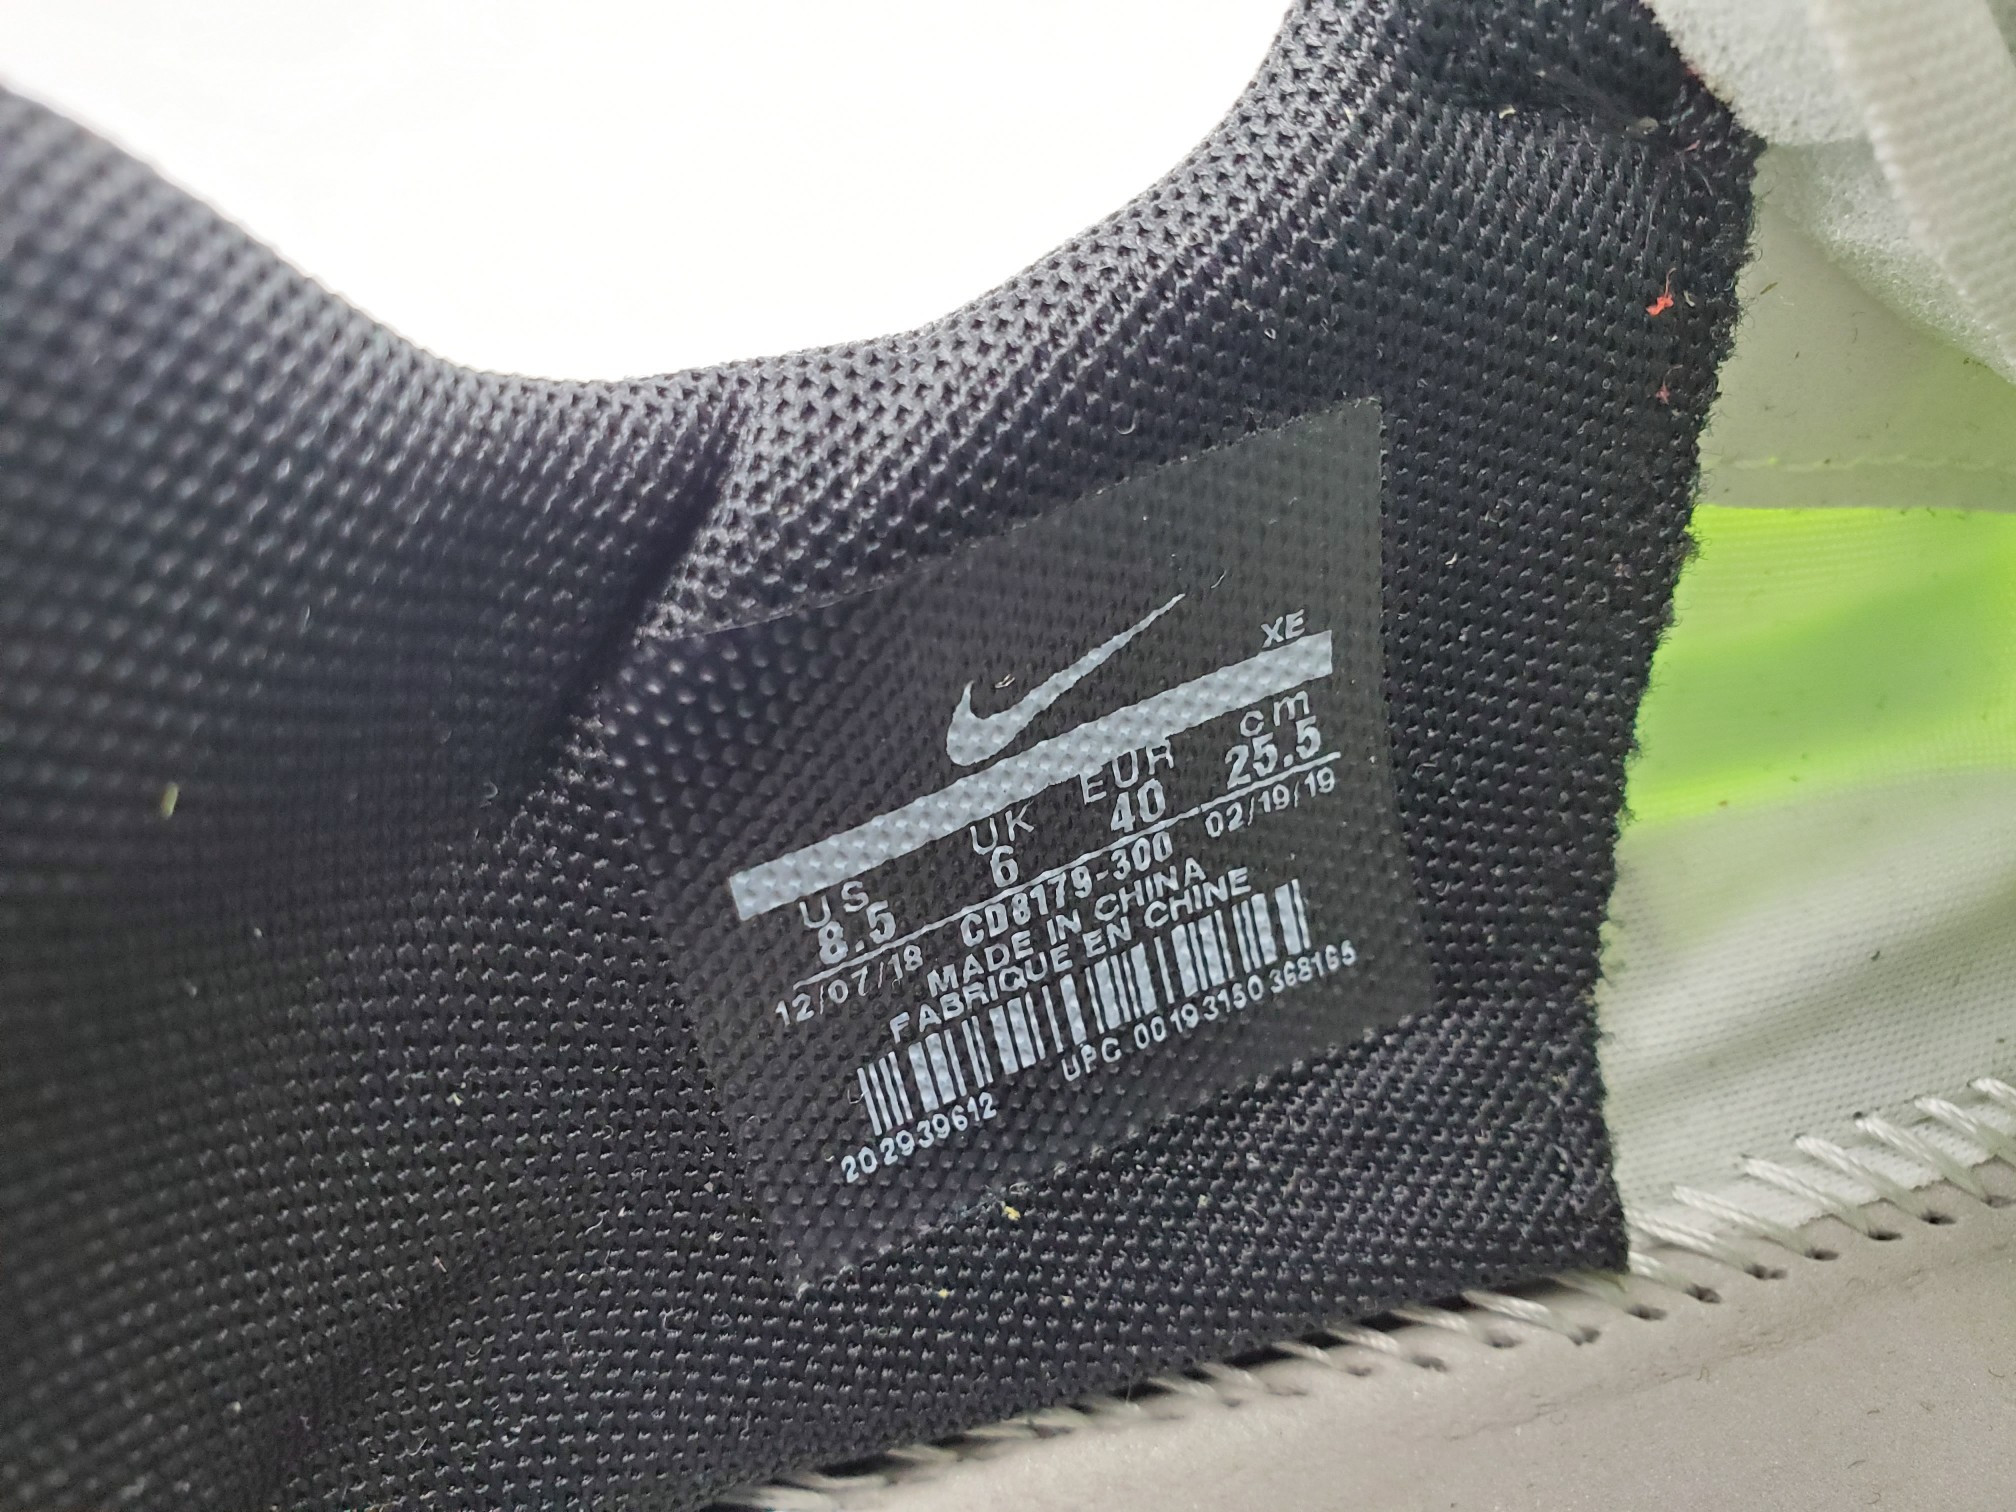 XE
US UK EUR cm
8.5 6 40 25.5
12/07/18 CD8179-300 02/19/19
MADE IN CHINA
FABRIQUE EN CHINE
202939612 UPC 00193150368165